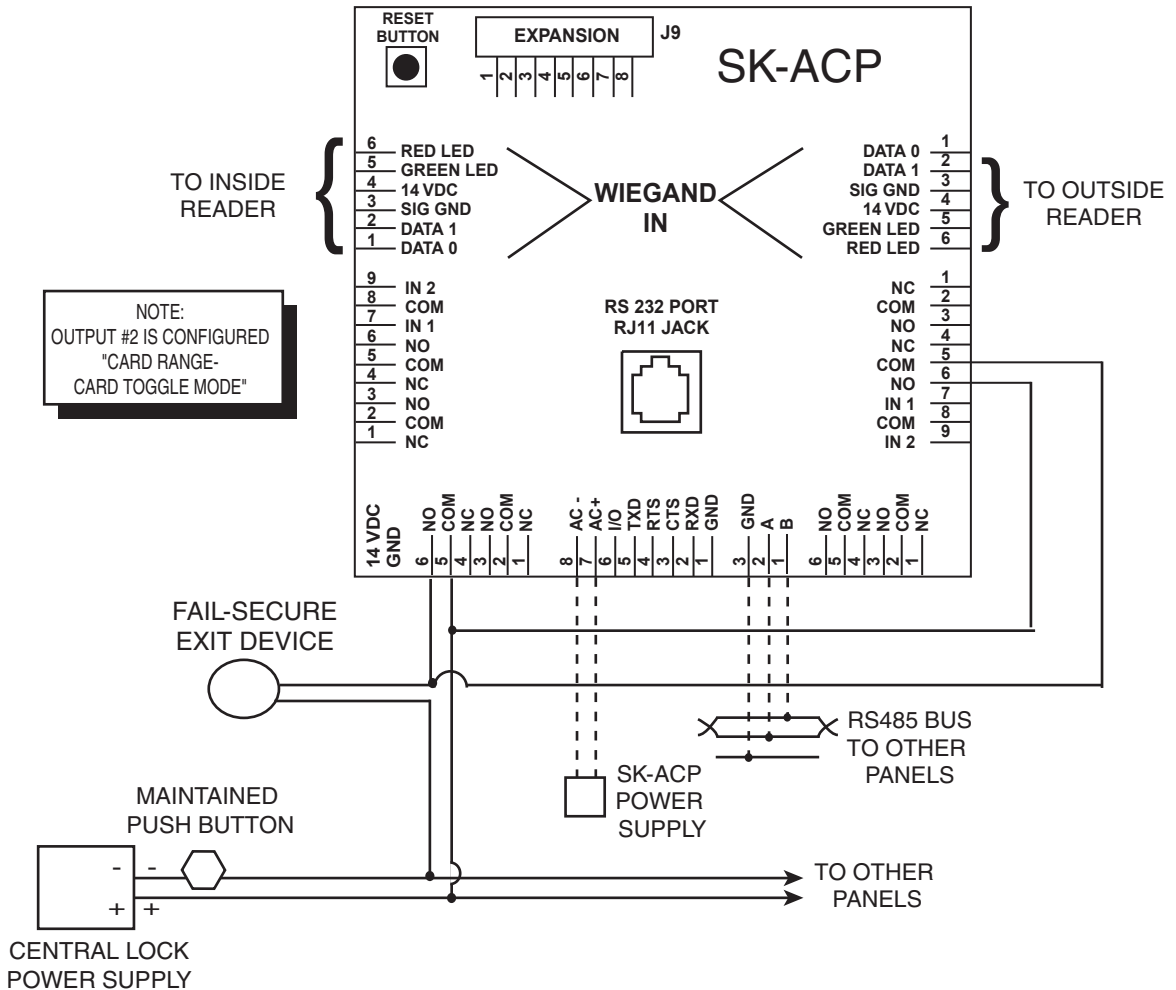 RESET
BUTTON
EXPANSION
J9
1 2 3 4 5 6 7 8
SK-ACP
TO INSIDE
READER
6 RED LED
5 GREEN LED
4 14 VDC
3 SIG GND
2 DATA 1
1 DATA 0
WIEGAND
IN
DATA 0 1
DATA 1 2
SIG GND 3
14 VDC 4
GREEN LED 5
RED LED 6
TO OUTSIDE
READER
9 IN 2
8 COM
7 IN 1
6 NO
5 COM
4 NC
3 NO
2 COM
1 NC
NOTE:
OUTPUT #2 IS CONFIGURED
"CARD RANGE-
CARD TOGGLE MODE"
RS 232 PORT
RJ11 JACK
NC 1
COM 2
NO 3
NC 4
COM 5
NO 6
IN 1 7
COM 8
IN 2 9
14 VDC
GND
NO COM NC NO COM NC
6 5 4 3 2 1
AC - AC+ I/O TXD RTS CTS RXD GND
8 7 6 5 4 3 2 1
GND A B
3 2 1
NO COM NC NO COM NC
6 5 4 3 2 1
FAIL-SECURE
EXIT DEVICE
RS485 BUS
TO OTHER
PANELS
SK-ACP
POWER
SUPPLY
MAINTAINED
PUSH BUTTON
- -
+ +
TO OTHER
PANELS
CENTRAL LOCK
POWER SUPPLY